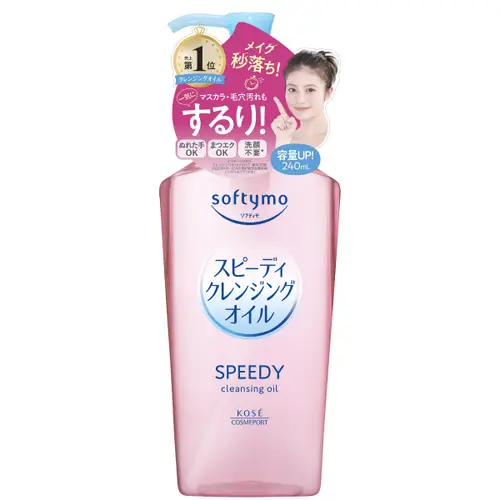 売上
第1位
クレンジングオイル
メイク
秒落ち!
一気に
マスカラ・毛穴汚れも
するり!
ぬれた手
OK
まつエク
OK
洗顔
不要*
容量UP!
240mL
softymo
ソフティモ
スピーディ
クレンジング
オイル
SPEEDY
cleansing oil
KOSÉ
COSMEPORT